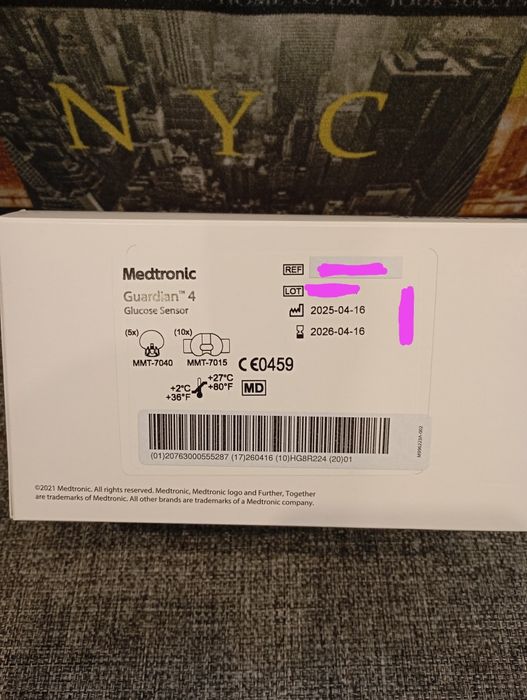 NYC
Medtronic
Guardian™ 4
Glucose Sensor
REF
LOT
2025-04-16
2026-04-16
(5x) (10x)
MMT-7040 MMT-7015
CE0459
+2°C
+36°F
+27°C
+80°F
MD
(01)20763000555287 (17)260416 (10)HG8R224 (20)01
©2021 Medtronic. All rights reserved. Medtronic, Medtronic logo and Further, Together
are trademarks of Medtronic. All other brands are trademarks of a Medtronic company.